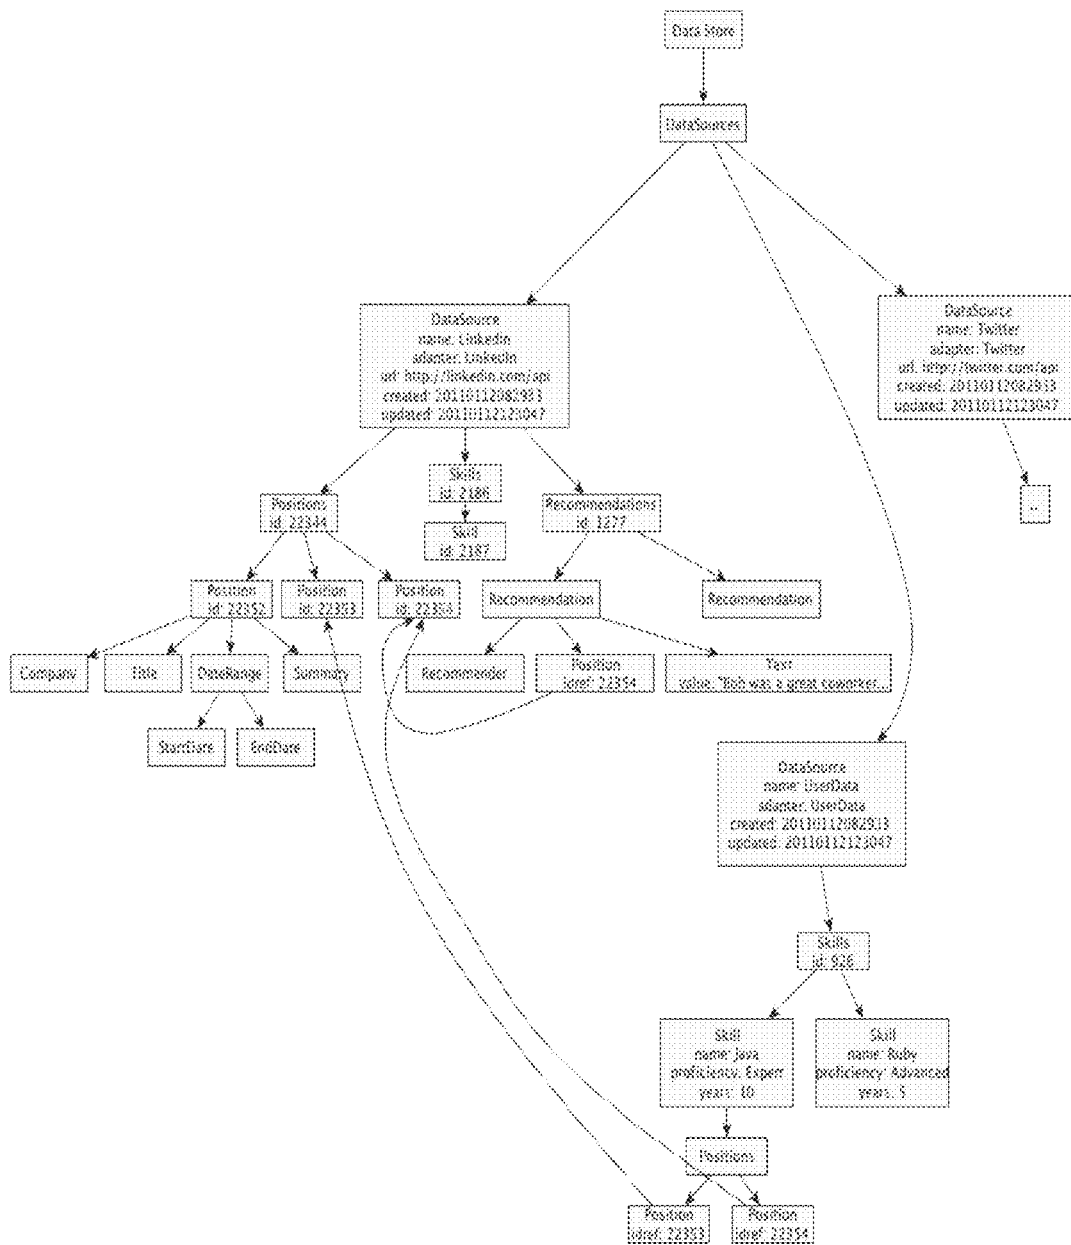 Data Store
DataSources
DataSource
name: LinkedIn
adapter: LinkedIn
url: http://linkedin.com/api
created: 20110112082933
updated: 20110112123047
DataSource
name: Twitter
adapter: Twitter
url: http://twitter.com/api
created: 20110112082933
updated: 20110112123047
..
Positions
id: 22344
Skills
id: 2186
Skill
id: 2187
Recommendations
id: 1277
Position
id: 22352
Position
id: 22353
Position
id: 22354
Recommendation
Recommendation
Company
Title
DateRange
Summary
Recommender
Position
idref: 22354
Text
value: "Bob was a great coworker...
StartDate
EndDate
DataSource
name: UserData
adapter: UserData
created: 20110112082933
updated: 20110112123047
Skills
id: 926
Skill
name: Java
proficiency: Expert
years: 10
Skill
name: Ruby
proficiency: Advanced
years: 5
Positions
Position
idref: 22353
Position
idref: 22354